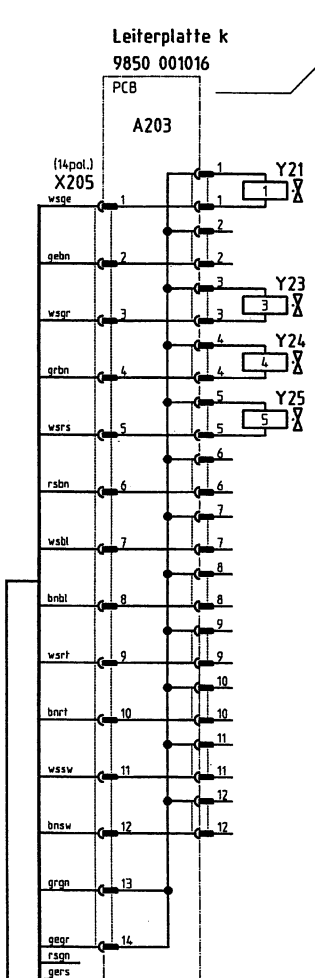 Leiterplatte k
9850 001016
PCB
A203
(14pol.)
X205
1 Y21
wsge 1 1 1
2
gebn 2 2
3 Y23
wsgr 3 3 3
4 Y24
grbn 4 4 4
5 Y25
wsrs 5 5 5
6
rsbn 6 6
7
wsbl 7 7
8
bnbl 8 8
9
wsrt 9 9
10
bnrt 10 10
11
wssw 11 11
12
bnsw 12 12
grgn 13
gegr 14
rsgn
gers